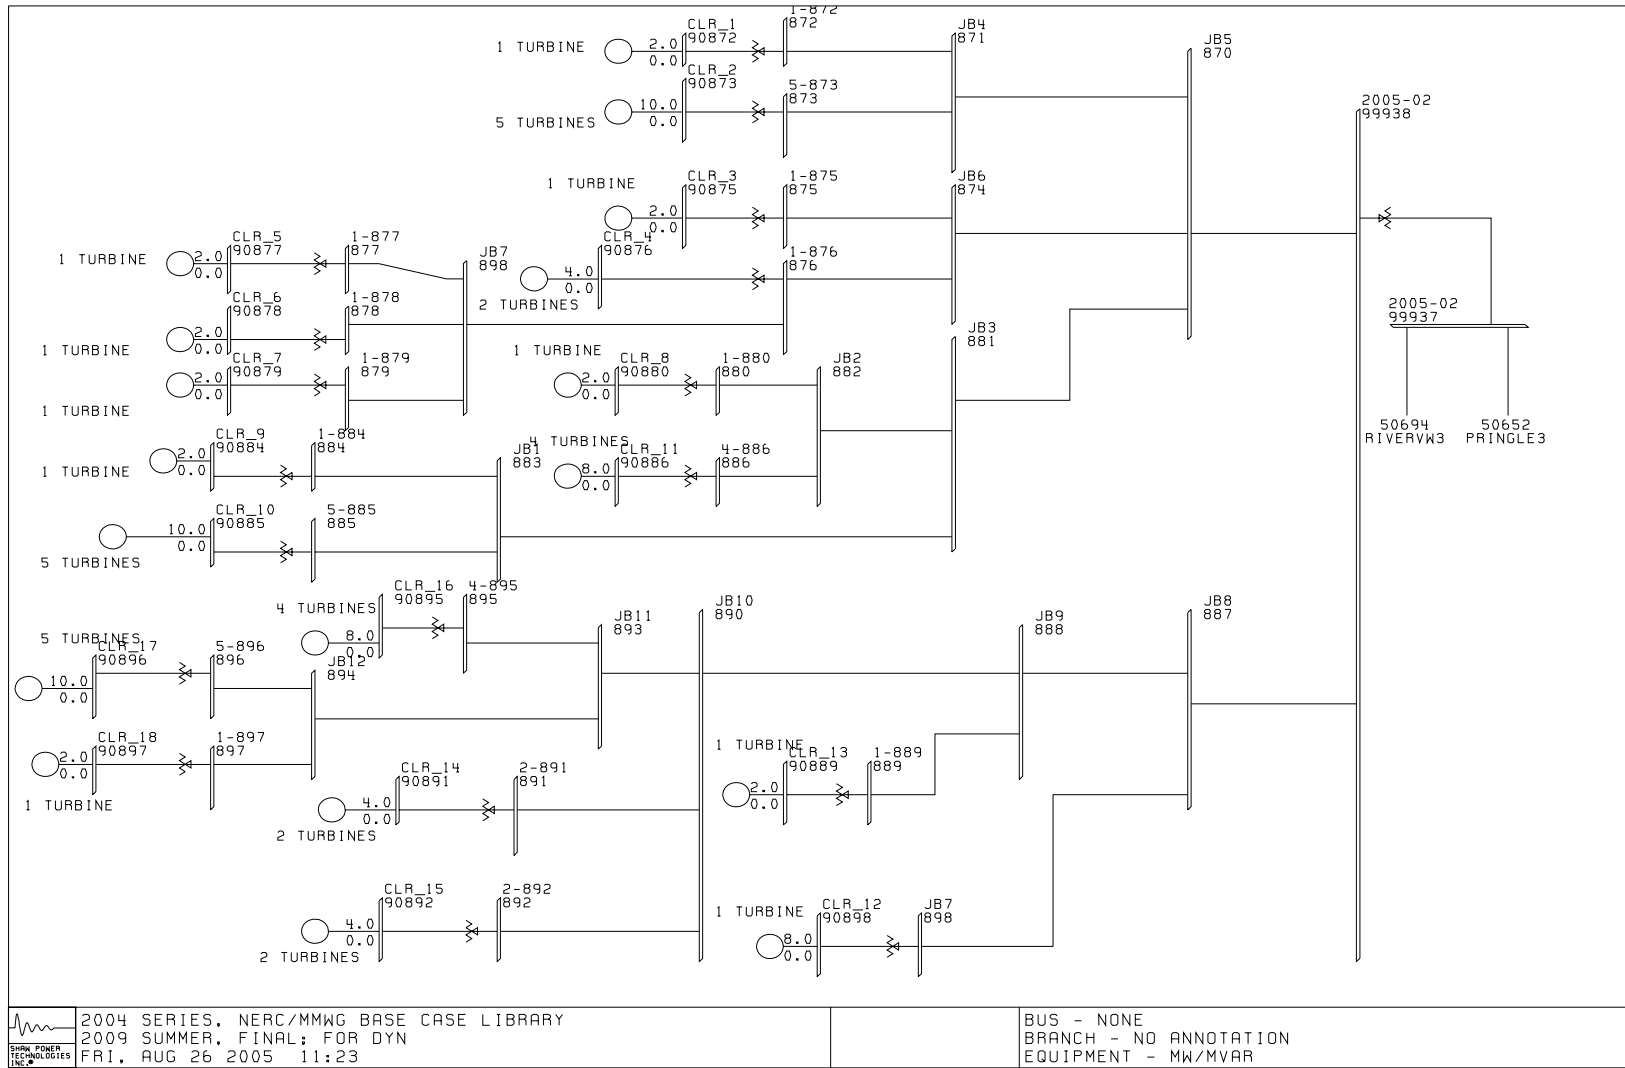 1-872
872
CLR_1
90872
1 TURBINE
2.0
0.0
JB4
871
JB5
870
CLR_2
90873
5-873
873
10.0
0.0
5 TURBINES
2005-02
99938
1 TURBINE
CLR_3
90875
1-875
875
2.0
0.0
JB6
874
CLR_4
90876
1-876
876
4.0
0.0
2 TURBINES
1 TURBINE
CLR_5
90877
1-877
877
2.0
0.0
JB7
898
CLR_6
90878
1-878
878
2.0
0.0
1 TURBINE
CLR_7
90879
1-879
879
2.0
0.0
1 TURBINE
2005-02
99937
50694
RIVERVW3
50652
PRINGLE3
JB3
881
1 TURBINE
CLR_8
90880
1-880
880
2.0
0.0
JB2
882
CLR_9
90884
1-884
884
2.0
0.0
1 TURBINE
JB1
883
4 TURBINES
CLR_11
90886
4-886
886
8.0
0.0
CLR_10
90885
5-885
885
10.0
0.0
5 TURBINES
CLR_16
90895
4-895
895
4 TURBINES
8.0
0.0
JB11
893
JB10
890
JB9
888
JB8
887
5 TURBINES
CLR_17
90896
5-896
896
10.0
0.0
JB12
894
CLR_18
90897
1-897
897
2.0
0.0
1 TURBINE
CLR_14
90891
2-891
891
4.0
0.0
2 TURBINES
1 TURBINE
CLR_13
90889
1-889
889
2.0
0.0
CLR_15
90892
2-892
892
4.0
0.0
2 TURBINES
1 TURBINE
CLR_12
90898
JB7
898
8.0
0.0
SHAW POWER
TECHNOLOGIES
INC.®
2004 SERIES, NERC/MMWG BASE CASE LIBRARY
2009 SUMMER, FINAL; FOR DYN
FRI, AUG 26 2005 11:23
BUS - NONE
BRANCH - NO ANNOTATION
EQUIPMENT - MW/MVAR